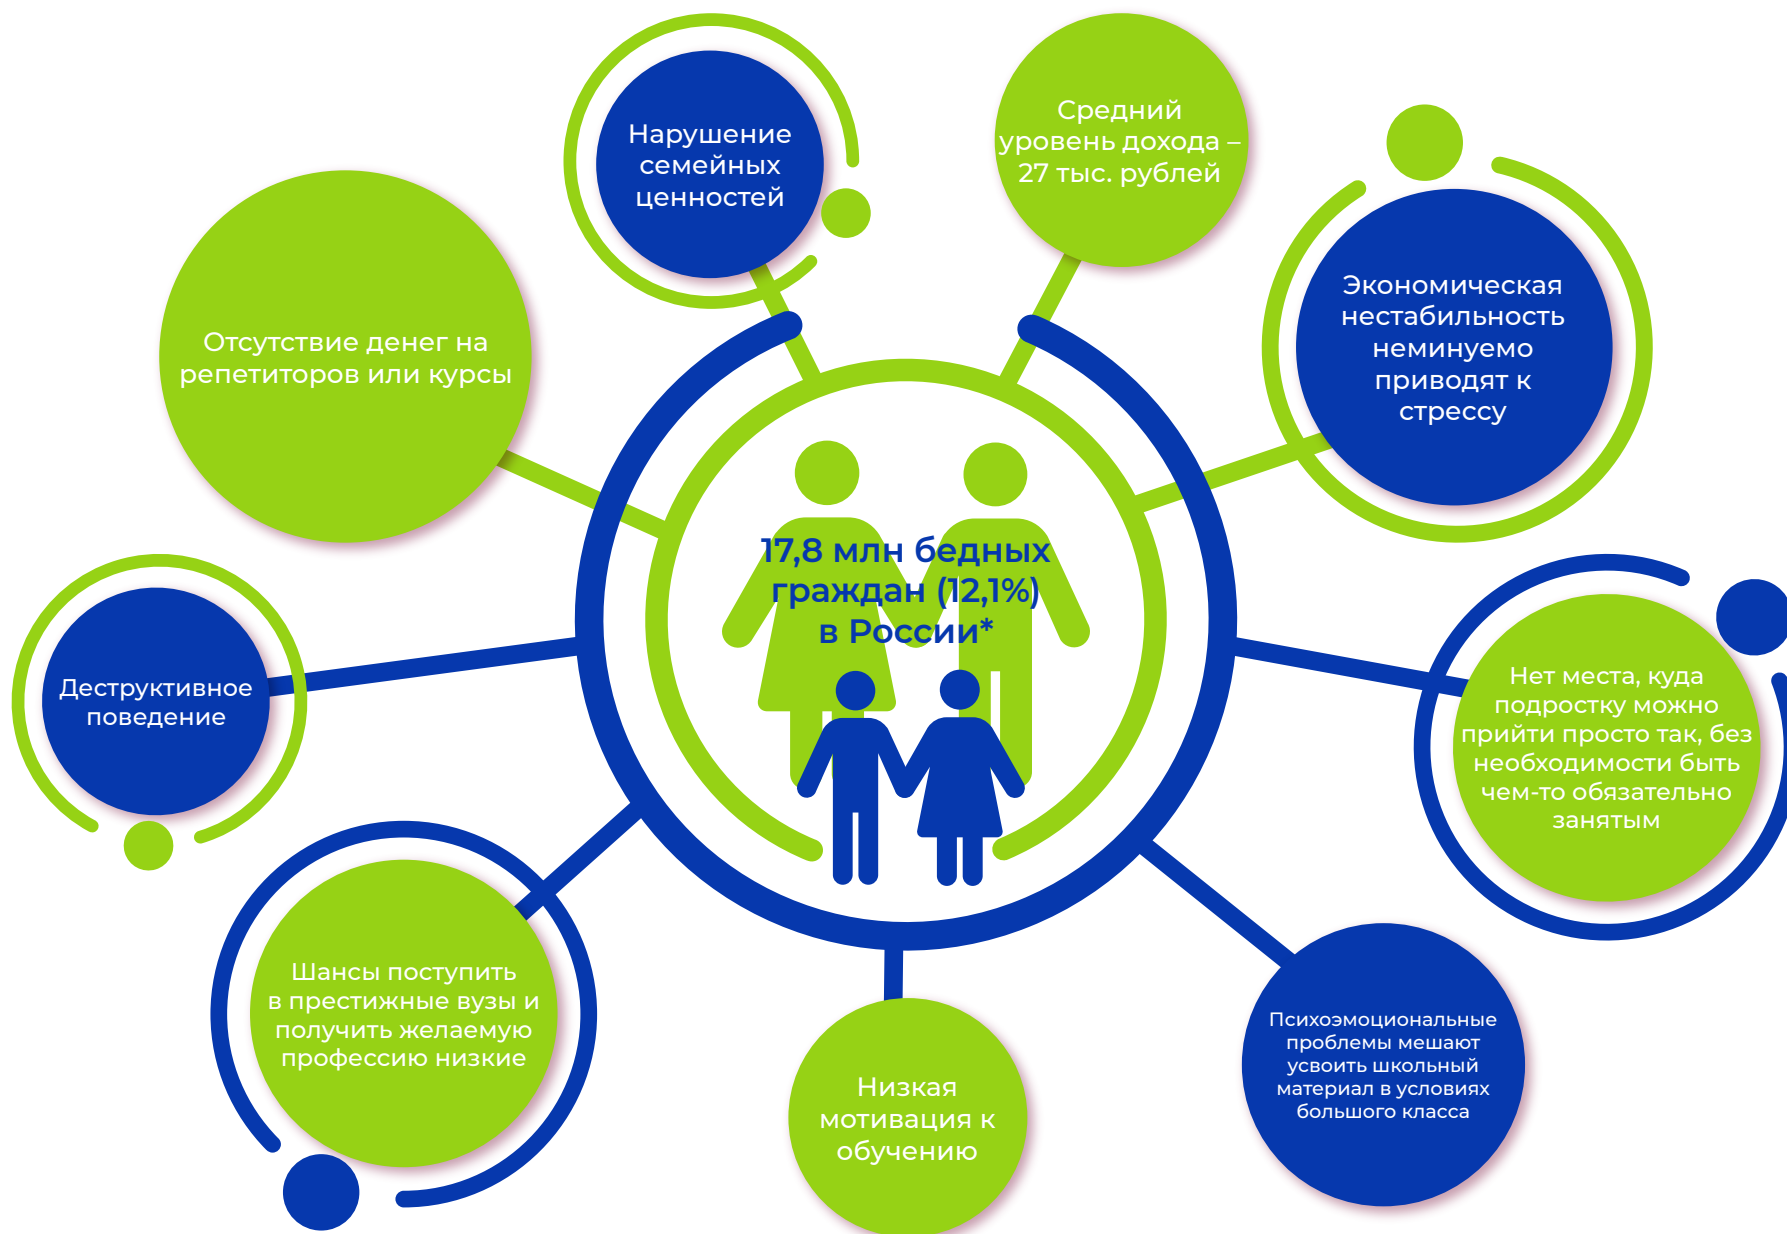 Нарушение
семейных
ценностей
Средний
уровень дохода –
27 тыс. рублей
Экономическая
нестабильность
неминуемо
приводят к
стрессу
Отсутствие денег на
репетиторов или курсы
17,8 млн бедных
граждан (12,1%)
в России*
Деструктивное
поведение
Нет места, куда
подростку можно
прийти просто так, без
необходимости быть
чем-то обязательно
занятым
Шансы поступить
в престижные вузы и
получить желаемую
профессию низкие
Низкая
мотивация к
обучению
Психоэмоциональные
проблемы мешают
усвоить школьный
материал в условиях
большого класса